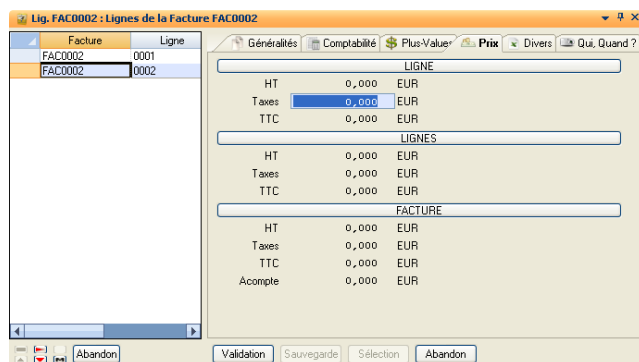 Lig. FAC0002 : Lignes de la Facture FAC0002
Facture Ligne
FAC0002 0001
FAC0002 0002
Généralités Comptabilité Plus-Values Prix Divers Qui, Quand ?
LIGNE
HT 0,000 EUR
Taxes 0,000 EUR
TTC 0,000 EUR
LIGNES
HT 0,000 EUR
Taxes 0,000 EUR
TTC 0,000 EUR
FACTURE
HT 0,000 EUR
Taxes 0,000 EUR
TTC 0,000 EUR
Acompte 0,000 EUR
Abandon Validation Sauvegarde Sélection Abandon